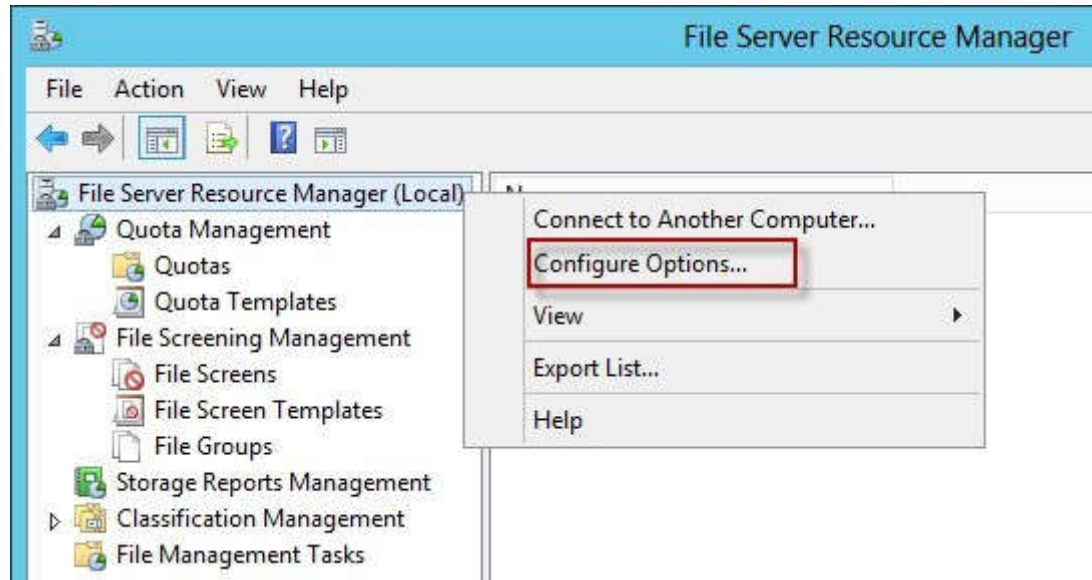 File Server Resource Manager
File Action View Help
File Server Resource Manager (Local)
Quota Management
Quotas
Quota Templates
File Screening Management
File Screens
File Screen Templates
File Groups
Storage Reports Management
Classification Management
File Management Tasks
Connect to Another Computer...
Configure Options...
View
Export List...
Help